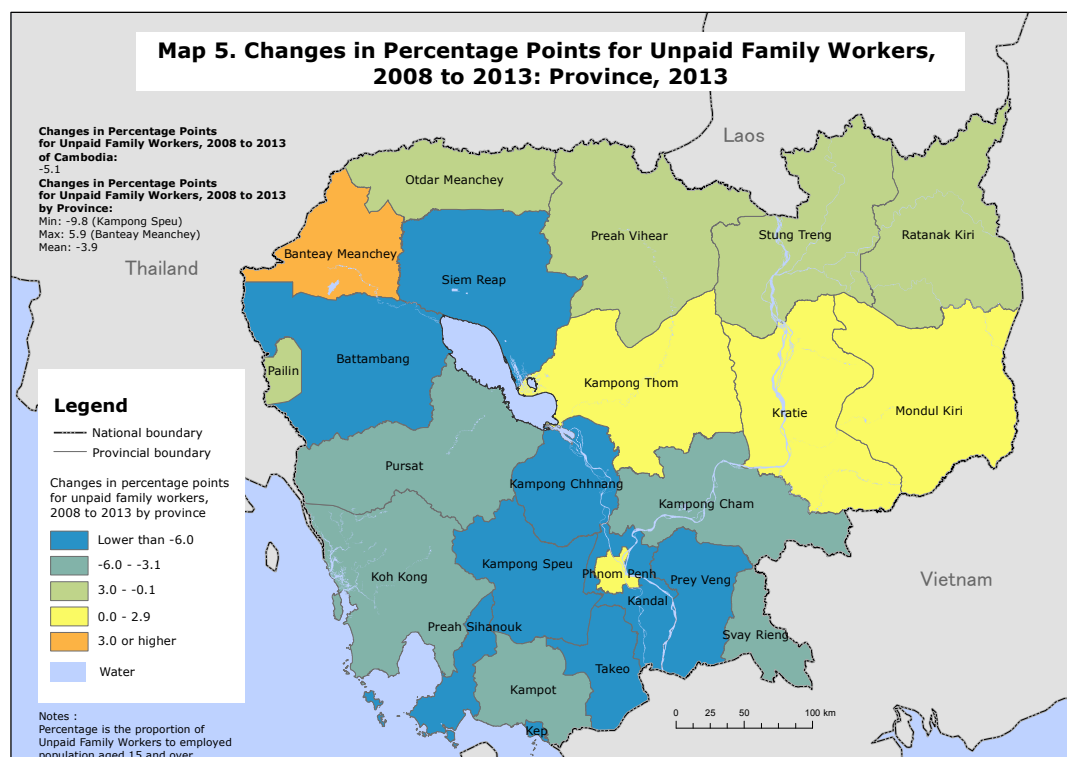 Map 5. Changes in Percentage Points for Unpaid Family Workers,
2008 to 2013: Province, 2013
Changes in Percentage Points
for Unpaid Family Workers, 2008 to 2013
of Cambodia:
-5.1
Changes in Percentage Points
for Unpaid Family Workers, 2008 to 2013
by Province:
Min: -9.8 (Kampong Speu)
Max: 5.9 (Banteay Meanchey)
Mean: -3.9
Laos
Thailand
Vietnam
Otdar Meanchey
Banteay Meanchey
Siem Reap
Preah Vihear
Stung Treng
Ratanak Kiri
Battambang
Pailin
Kampong Thom
Kratie
Mondul Kiri
Pursat
Kampong Chhnang
Kampong Cham
Koh Kong
Kampong Speu
Phnom Penh
Prey Veng
Kandal
Preah Sihanouk
Svay Rieng
Takeo
Kampot
Kep
Legend
National boundary
Provincial boundary
Changes in percentage points
for unpaid family workers,
2008 to 2013 by province
Lower than -6.0
-6.0 - -3.1
3.0 - -0.1
0.0 - 2.9
3.0 or higher
Water
0 25 50 100 km
Notes :
Percentage is the proportion of
Unpaid Family Workers to employed
population aged 15 and over